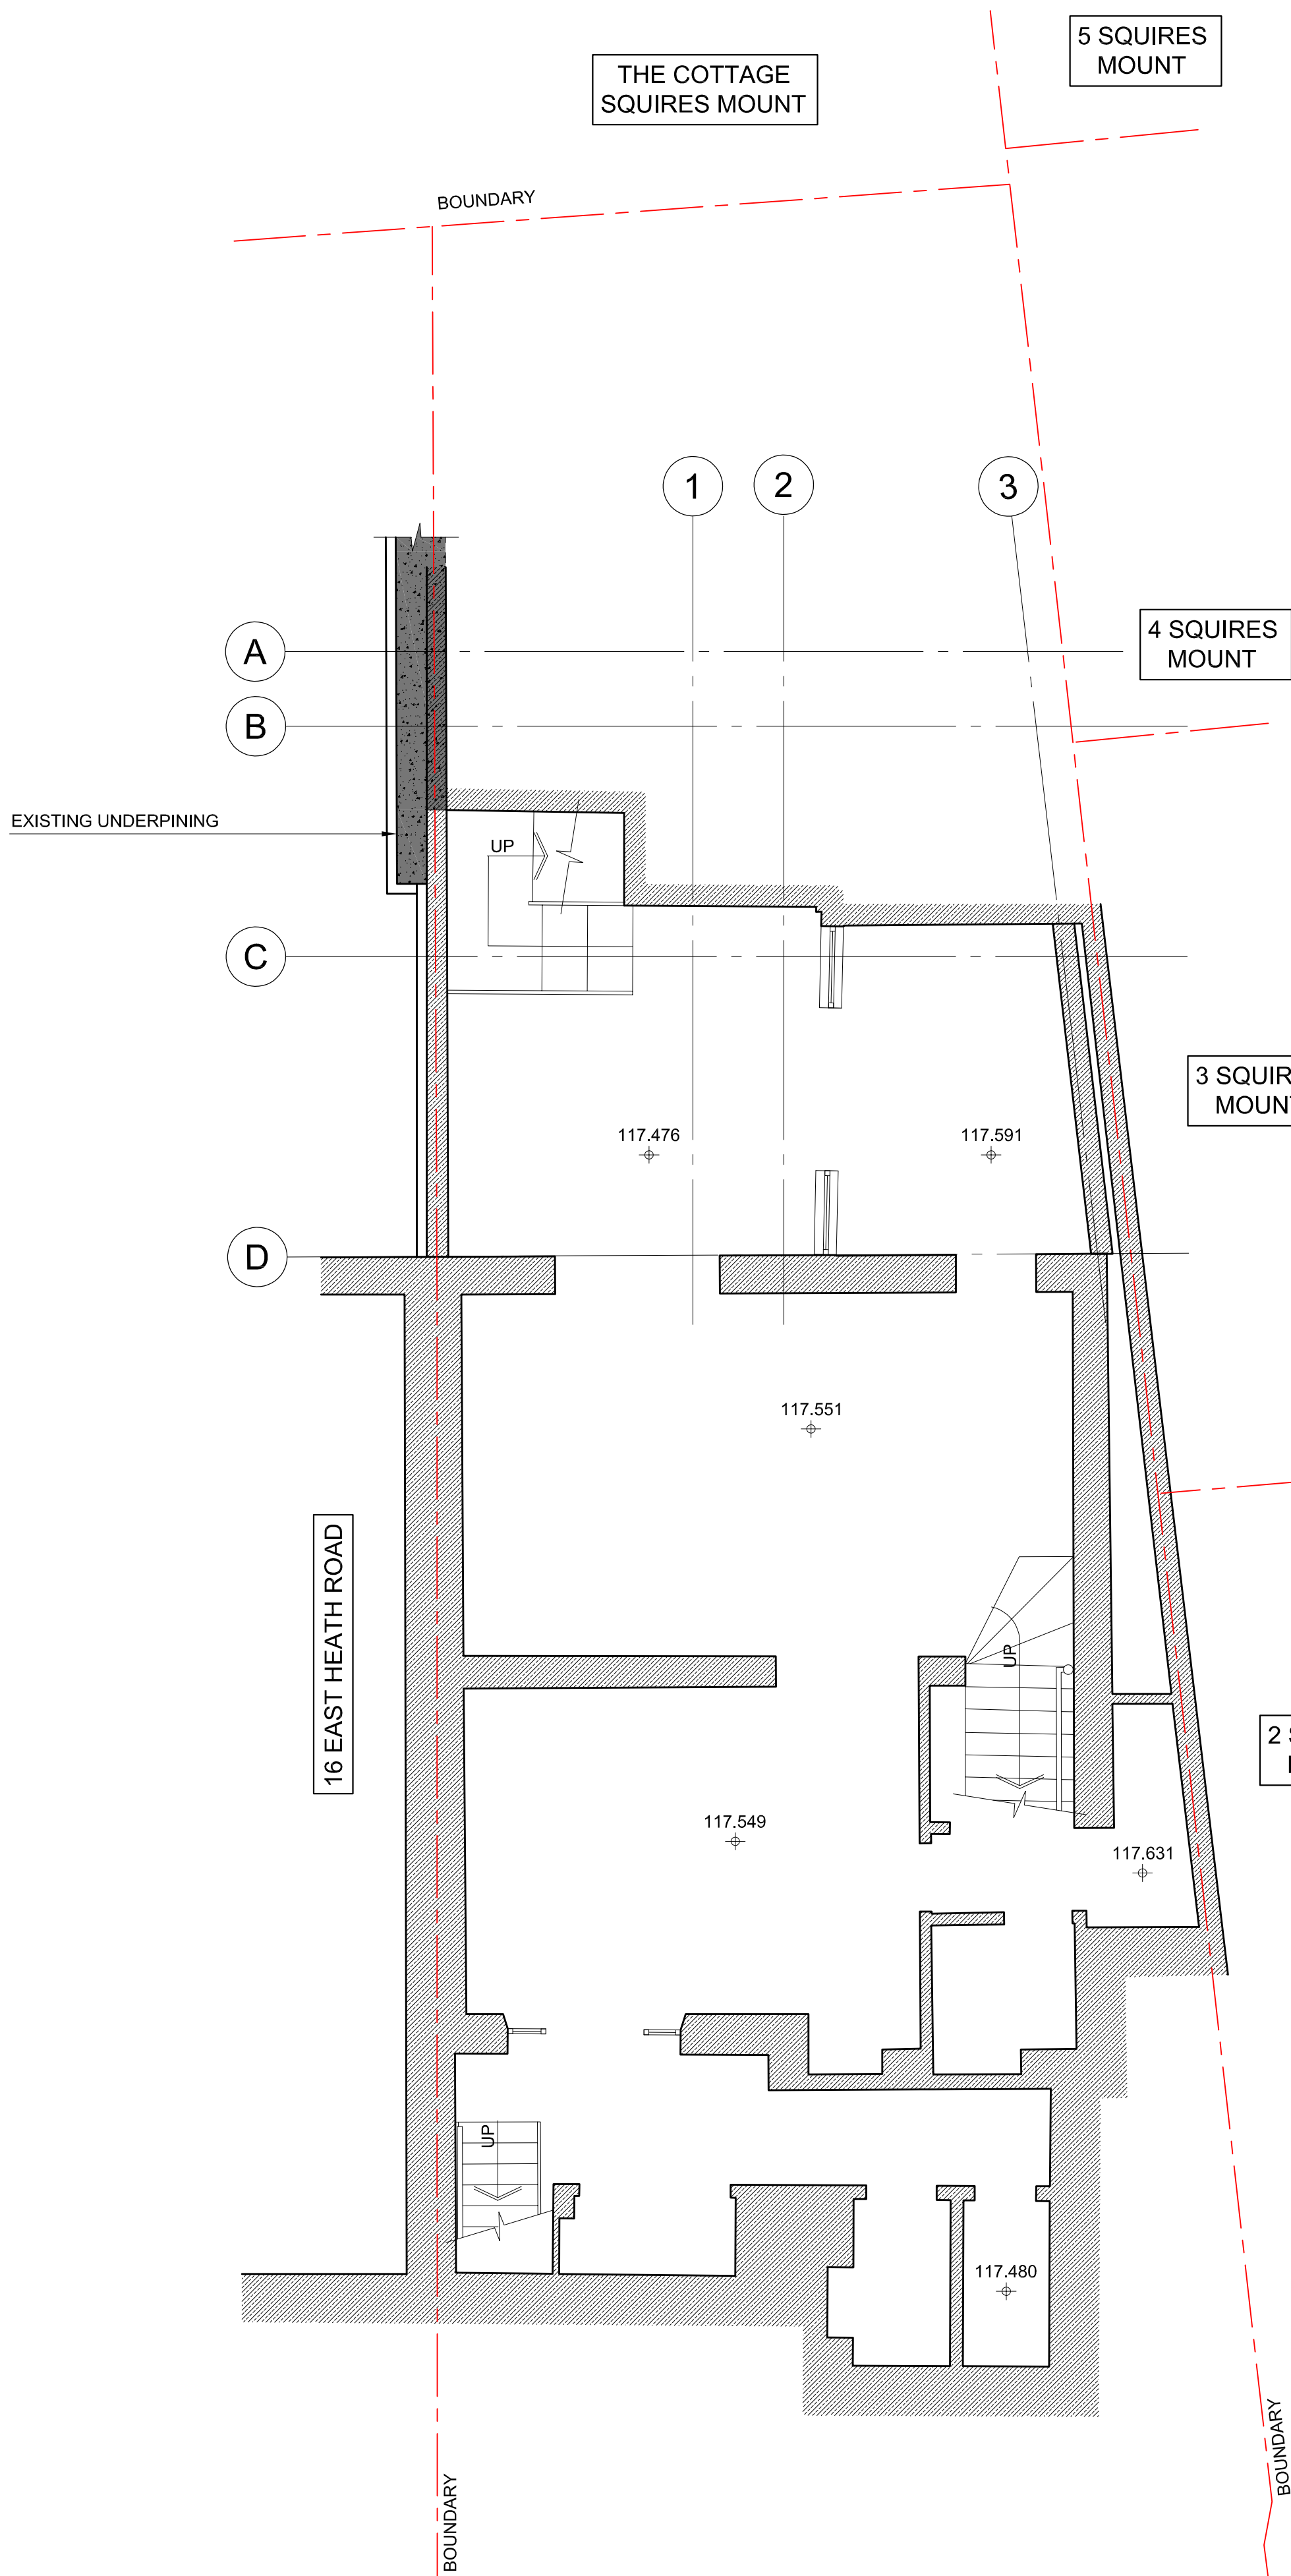 5 SQUIRES
MOUNT
THE COTTAGE
SQUIRES MOUNT
BOUNDARY
1
2
3
A
4 SQUIRES
MOUNT
B
EXISTING UNDERPINING
UP
C
3 SQUIR
MOUNT
117.476
117.591
D
117.551
16 EAST HEATH ROAD
UP
2 S
117.549
117.631
UP
117.480
BOUNDARY
BOUNDARY